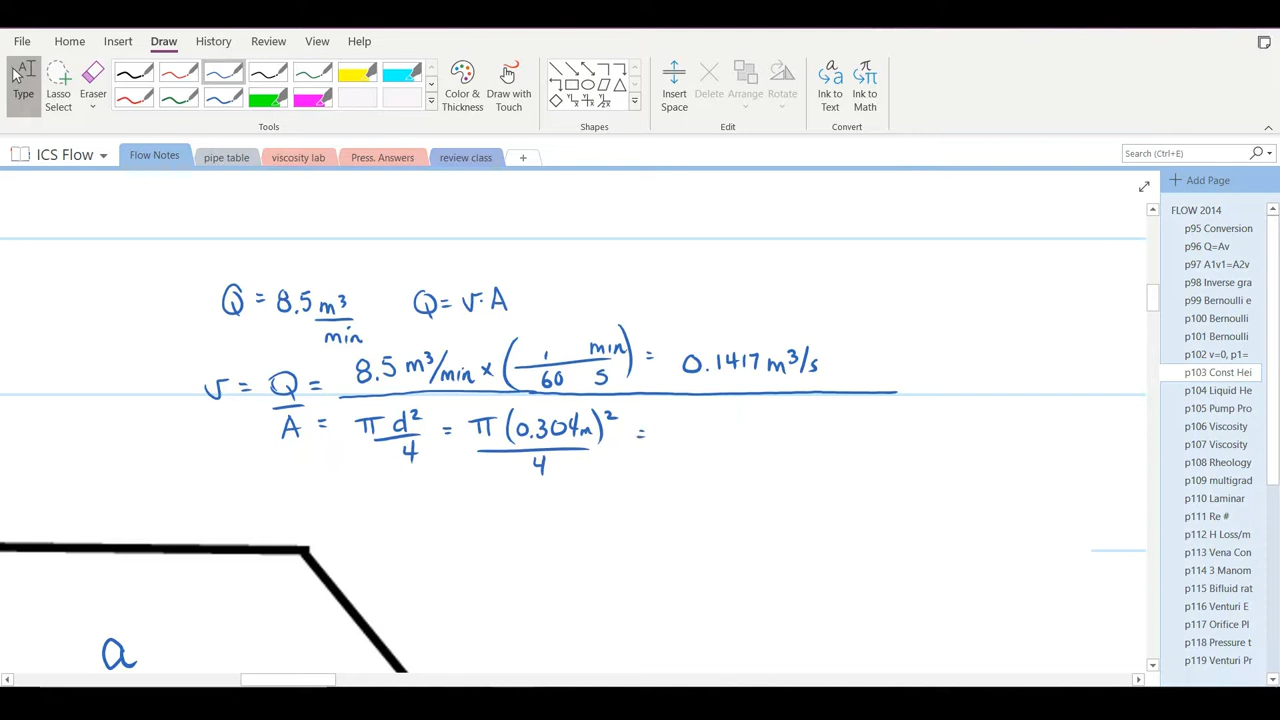 File Home Insert Draw History Review View Help
Type
Lasso Select
Eraser
Color & Thickness
Draw with Touch
Insert Space
Delete
Arrange
Rotate
Ink to Text
Ink to Math
Tools
Shapes
Edit
Convert
ICS Flow
Flow Notes
pipe table
viscosity lab
Press. Answers
review class
Search (Ctrl+E)
Add Page
FLOW 2014
p95 Conversion
p96 Q=Av
p97 A1v1=A2v
p98 Inverse gra
p99 Bernoulli e
p100 Bernoulli
p101 Bernoulli
p102 v=0, p1=
p103 Const Hei
p104 Liquid He
p105 Pump Pro
p106 Viscosity
p107 Viscosity
p108 Rheology
p109 multigrad
p110 Laminar
p111 Re #
p112 H Loss/m
p113 Vena Con
p114 3 Manom
p115 Bifluid rat
p116 Venturi E
p117 Orifice Pl
p118 Pressure t
p119 Venturi Pr
Q = 8.5 m³/min Q = v·A
v = Q/A = 8.5 m³/min × (1 min/60 s) = 0.1417 m³/s
= πd²/4 = π(0.304m)²/4 =
a